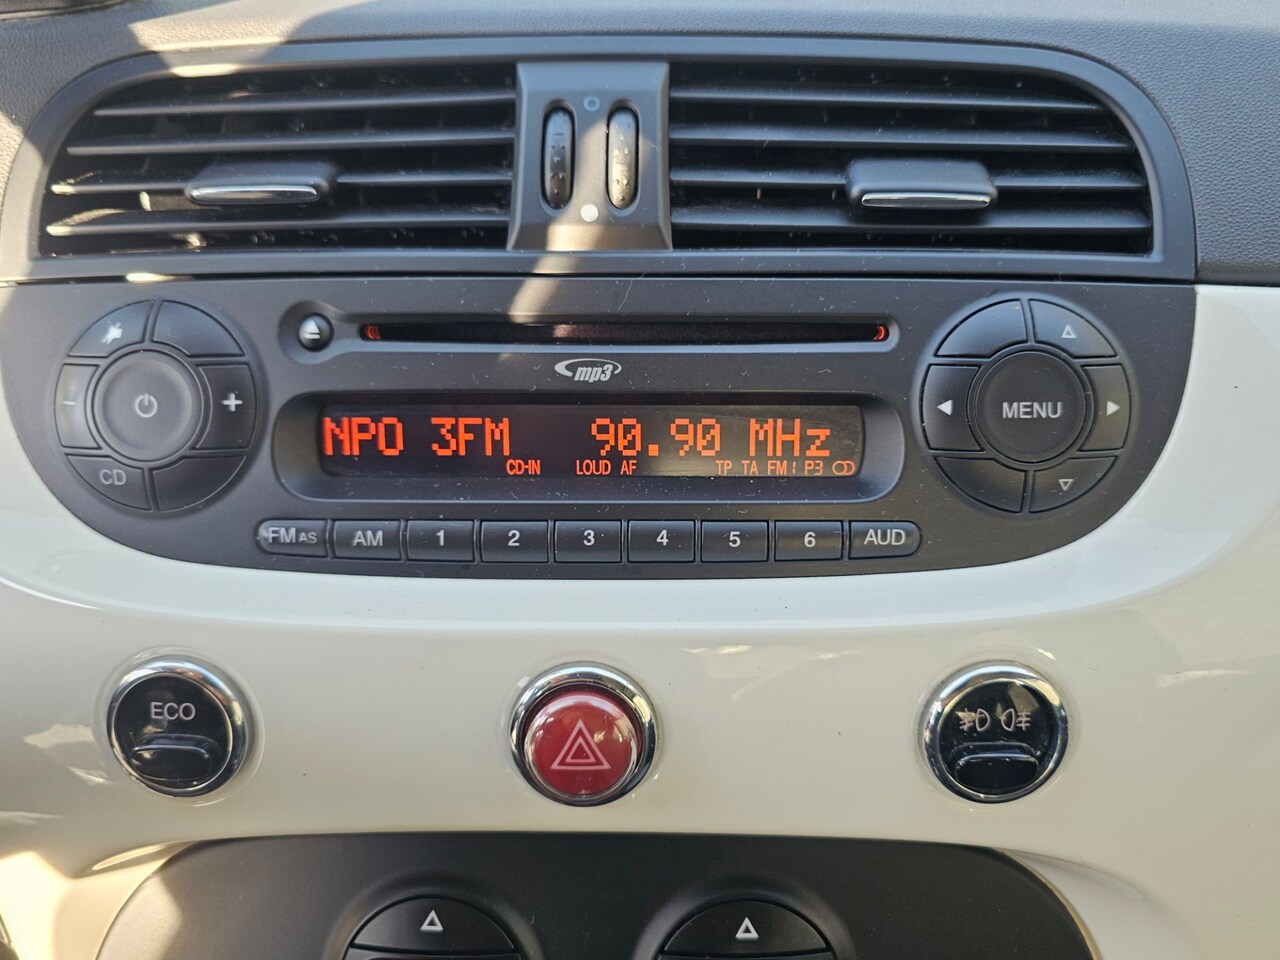 mp3
NPO 3FM 90.90 MHz
CD-IN LOUD AF TP TA FM1 P3
- +
CD
MENU
FM AS AM 1 2 3 4 5 6 AUD
ECO